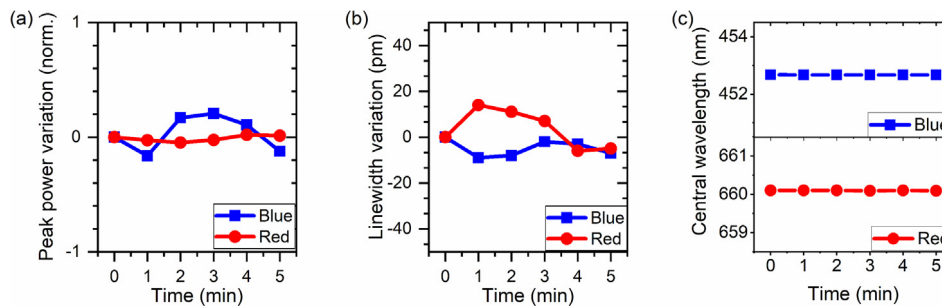 (a)
Peak power variation (norm.)
1
0
-1
Blue
Red
0 1 2 3 4 5
Time (min)
(b)
Linewidth variation (pm)
40
20
0
-20
-40
Blue
Red
0 1 2 3 4 5
Time (min)
(c)
Central wavelength (nm)
454
452
Blue
661
660
659
Red
0 1 2 3 4 5
Time (min)